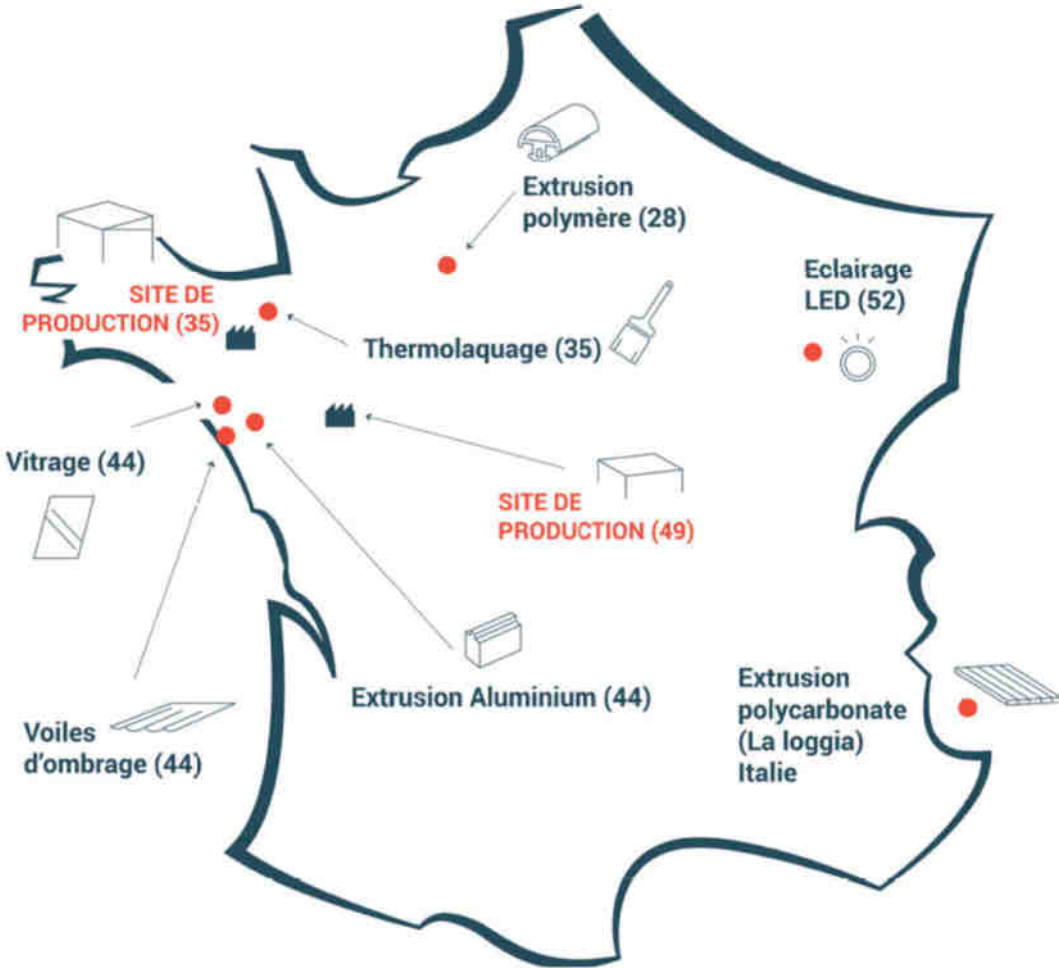 Extrusion
polymère (28)
Eclairage
LED (52)
SITE DE
PRODUCTION (35)
Thermolaquage (35)
Vitrage (44)
SITE DE
PRODUCTION (49)
Extrusion Aluminium (44)
Extrusion
polycarbonate
(La loggia)
Italie
Voiles
d'ombrage (44)